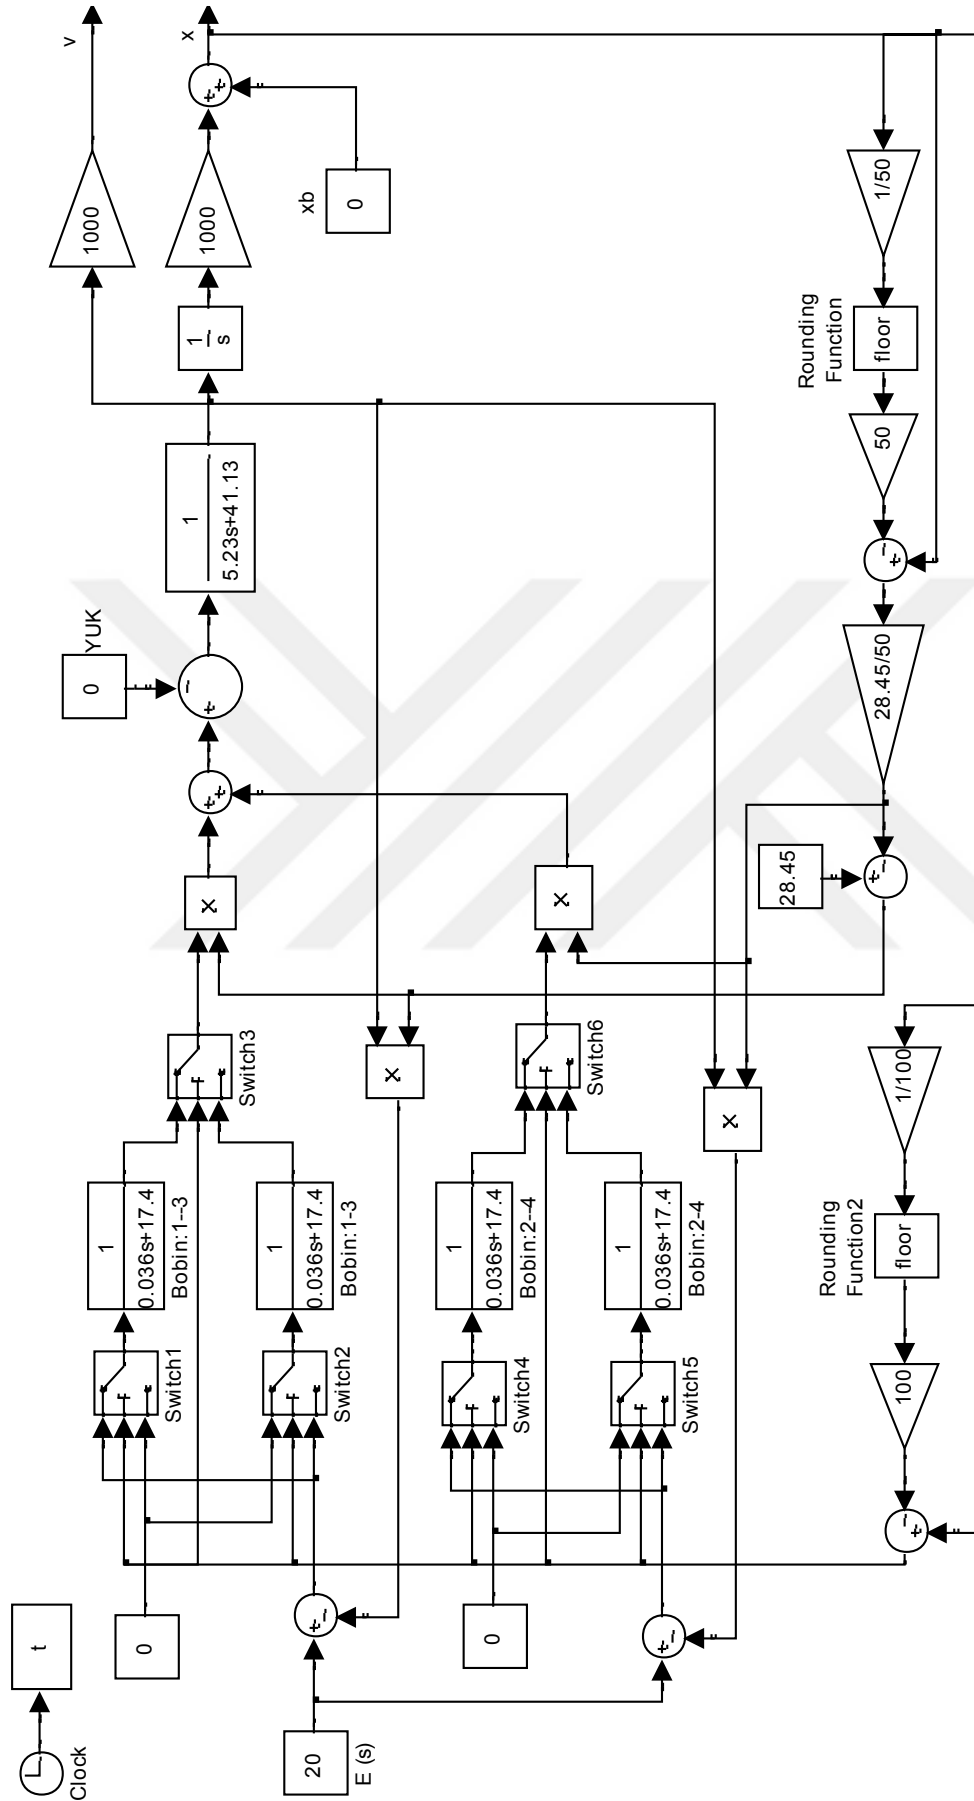 Clock
t
v
1000
0
YUK
x
1000
1
s
1
5.23s+41.13
xb
0
0
Switch1
1
0.036s+17.4
Bobin:1--3
Switch3
x
Switch2
1
0.036s+17.4
Bobin:1-3
20
E (s)
x
0
Switch4
1
0.036s+17.4
Bobin:2--4
Switch6
x
Switch5
1
0.036s+17.4
Bobin:2-4
x
28.45
28.45/50
50
Rounding
Function
floor
1/50
100
Rounding
Function2
floor
1/100